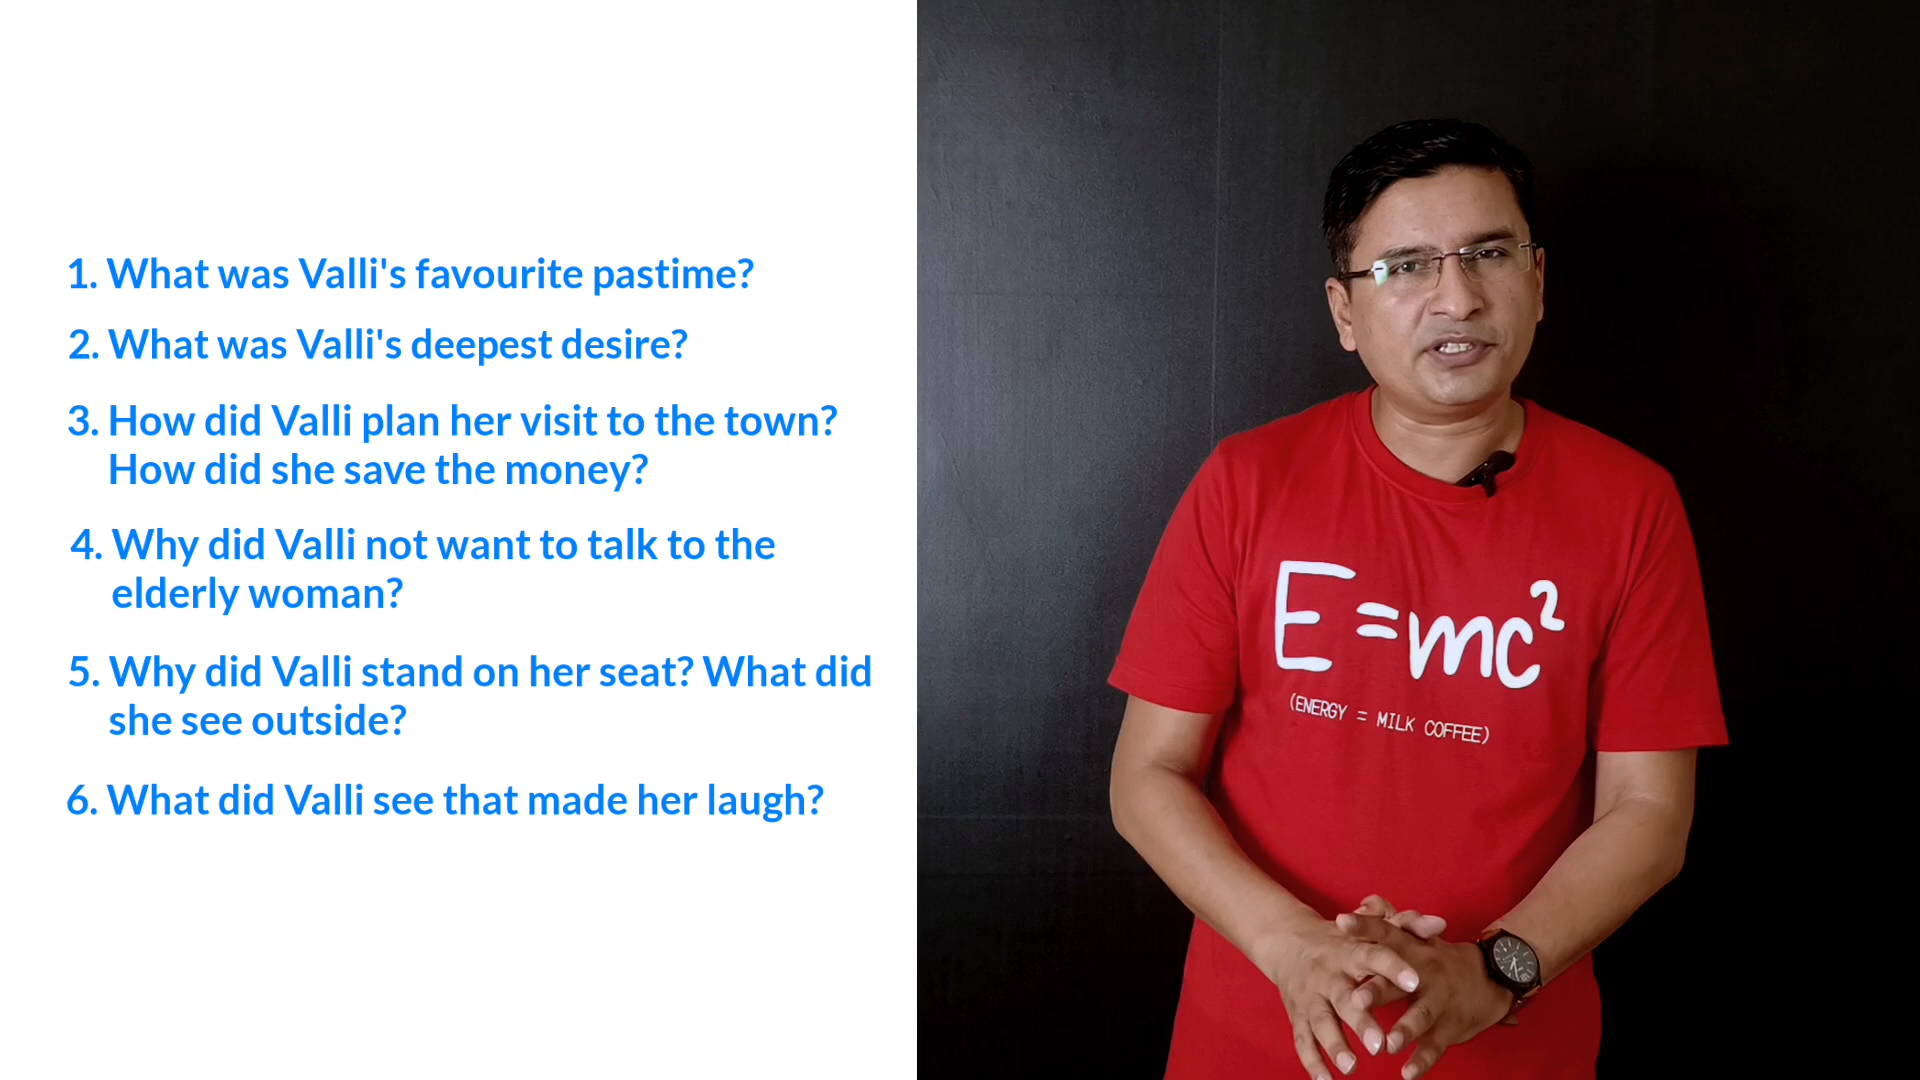 1. What was Valli's favourite pastime?
2. What was Valli's deepest desire?
3. How did Valli plan her visit to the town?
How did she save the money?
4. Why did Valli not want to talk to the
elderly woman?
5. Why did Valli stand on her seat? What did
she see outside?
6. What did Valli see that made her laugh?
E=mc²
(ENERGY = MILK COFFEE)